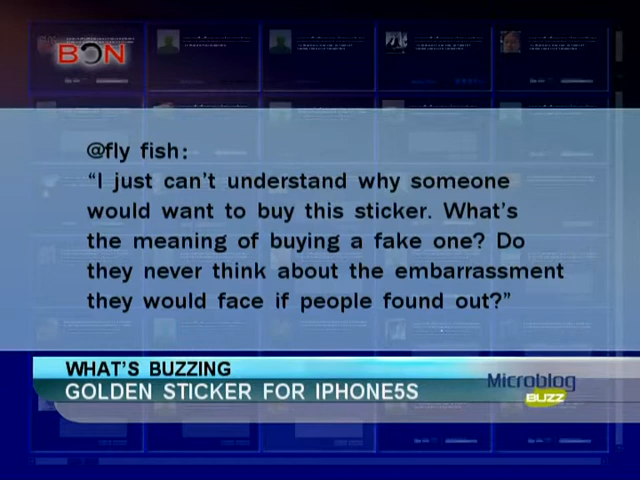 BON
@fly fish:
“I just can't understand why someone
would want to buy this sticker. What's
the meaning of buying a fake one? Do
they never think about the embarrassment
they would face if people found out?”
WHAT'S BUZZING
GOLDEN STICKER FOR IPHONE5S
Microblog
BUZZ